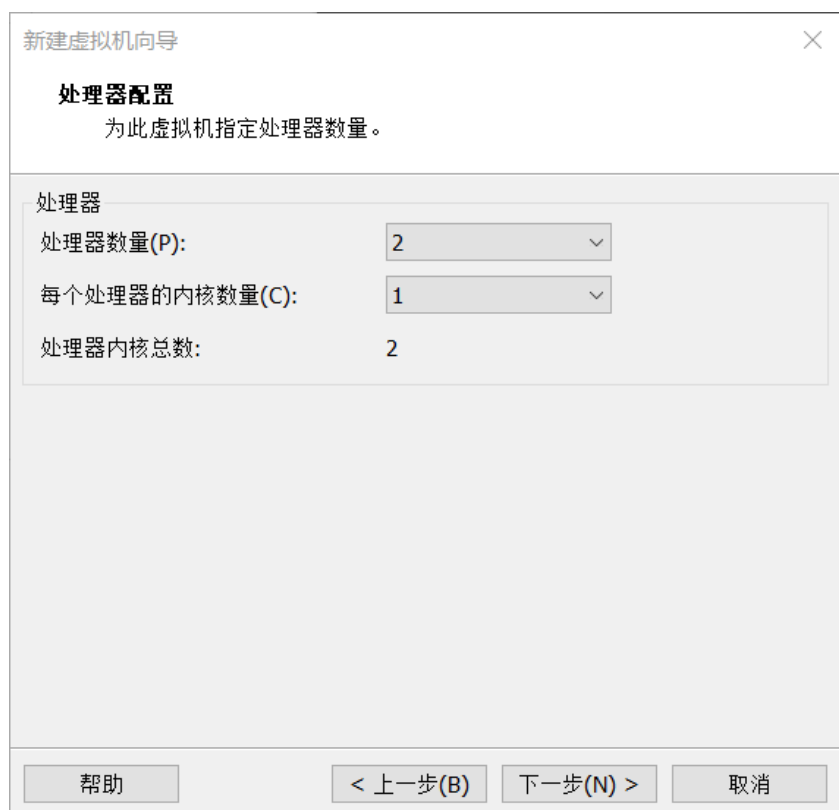 新建虚拟机向导
处理器配置
为此虚拟机指定处理器数量。
处理器
处理器数量(P): 2
每个处理器的内核数量(C): 1
处理器内核总数: 2
帮助 < 上一步(B) 下一步(N) > 取消